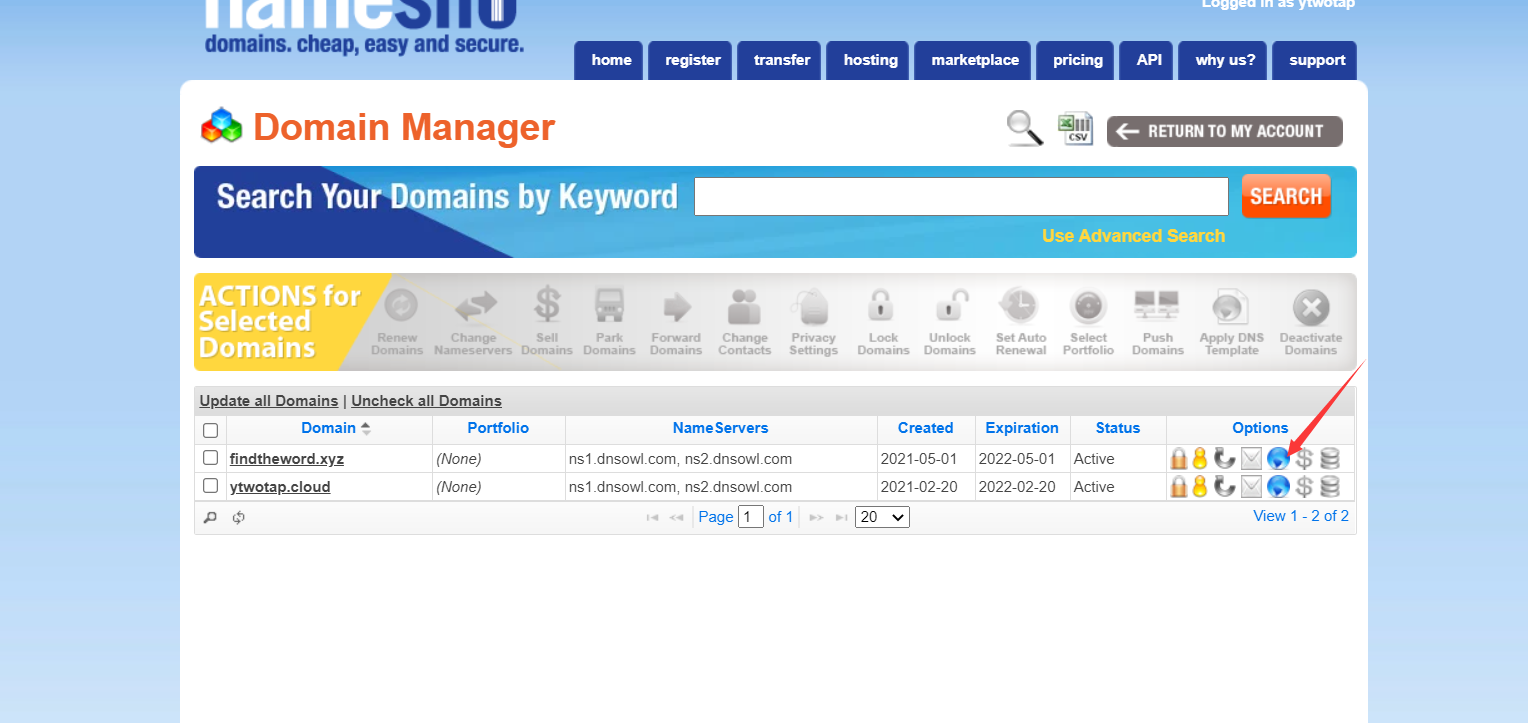 Logged in as ytwotap
domains. cheap, easy and secure.
home register transfer hosting marketplace pricing API why us? support
Domain Manager
CSV
RETURN TO MY ACCOUNT
Search Your Domains by Keyword
SEARCH
Use Advanced Search
ACTIONS for
Selected
Domains
Renew Domains
Change Nameservers
Sell Domains
Park Domains
Forward Domains
Change Contacts
Privacy Settings
Lock Domains
Unlock Domains
Set Auto Renewal
Select Portfolio
Push Domains
Apply DNS Template
Deactivate Domains
Update all Domains | Uncheck all Domains
Domain Portfolio NameServers Created Expiration Status Options
findtheword.xyz (None) ns1.dnsowl.com, ns2.dnsowl.com 2021-05-01 2022-05-01 Active
ytwotap.cloud (None) ns1.dnsowl.com, ns2.dnsowl.com 2021-02-20 2022-02-20 Active
Page 1 of 1 20 View 1 - 2 of 2